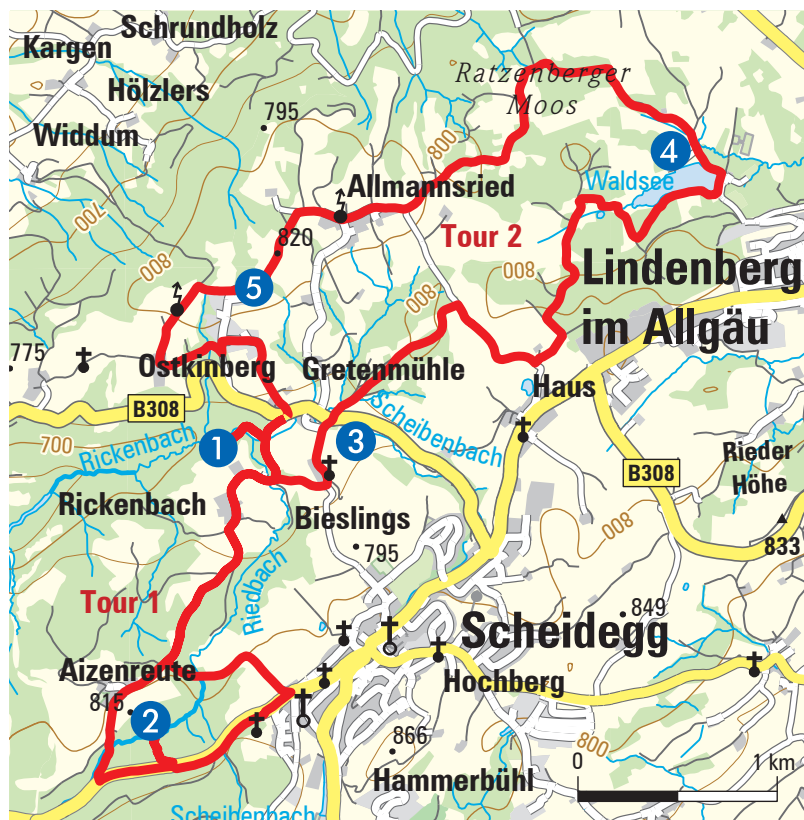 Schrundholz
Kargen
Hölzlers
Widdum
795
Ratzenberger
Moos
800
700
Allmannsried
Waldsee
4
Tour 2
820
800
800
5
800
Lindenberg
im Allgäu
775
Ostkinberg
Gretenmühle
Haus
B308
Scheibenbach
700
Rickenbach
1
3
B308
Rieder
Höhe
833
Rickenbach
Bieslings
795
800
Riedbach
Tour 1
849
Scheidegg
Aizenreute
815
2
Hochberg
866
800
Hammerbühl
0
1 km
Scheibenbach